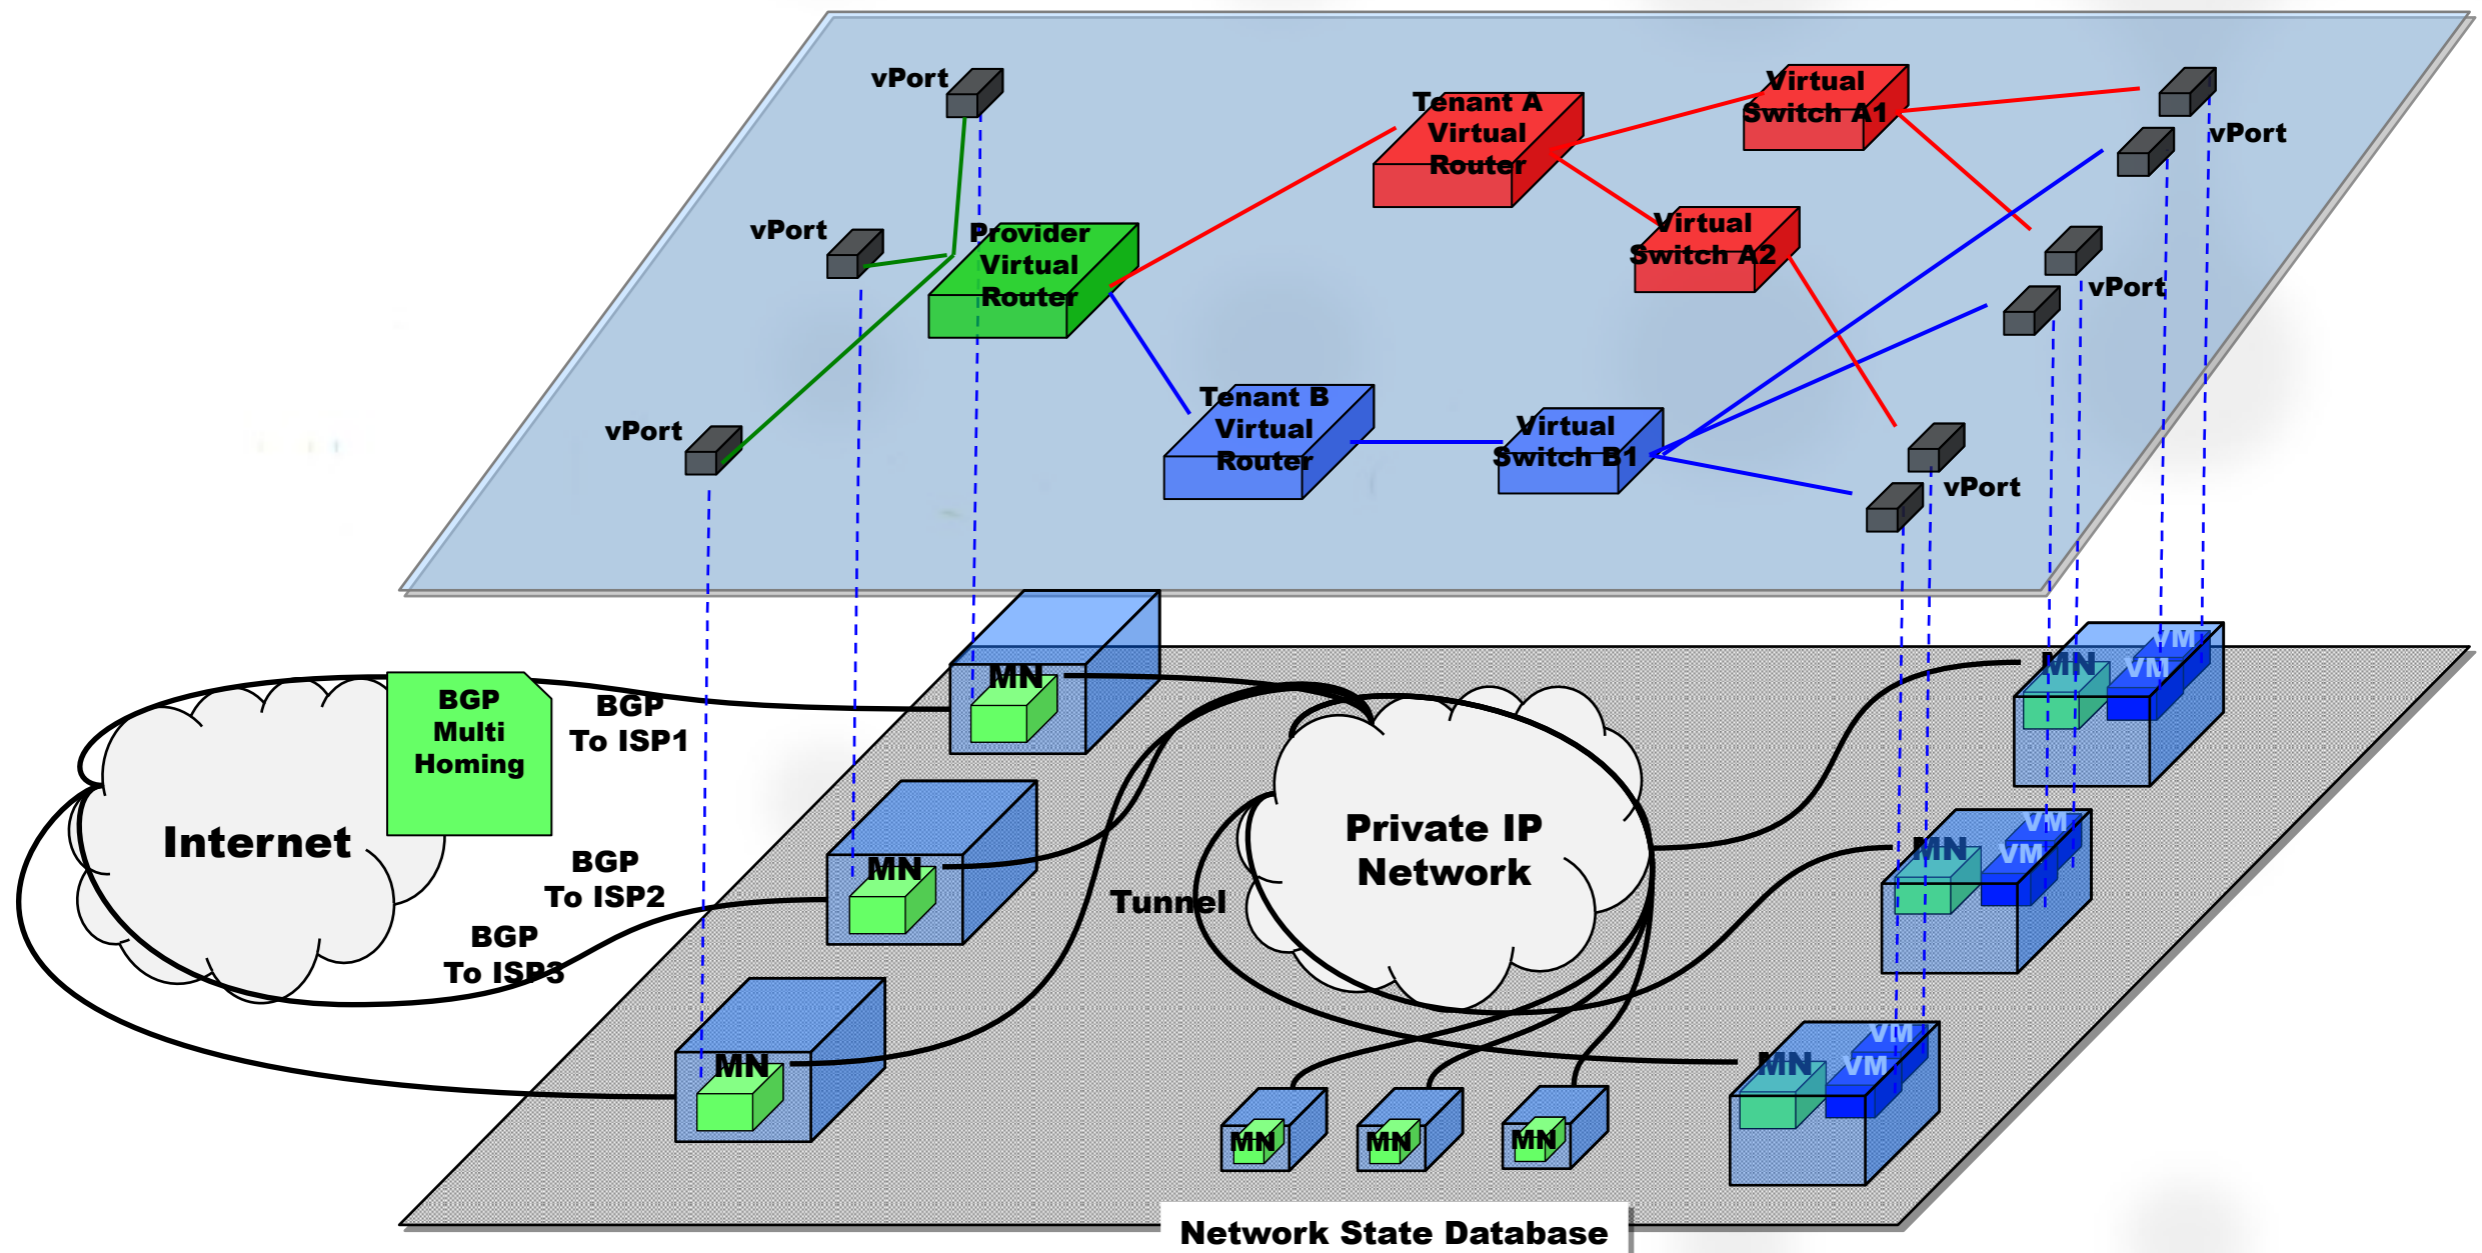 vPort
Tenant A
Virtual
Router
Virtual
Switch A1
vPort
vPort
Provider
Virtual
Router
Virtual
Switch A2
vPort
vPort
Tenant B
Virtual
Router
Virtual
Switch B1
vPort
BGP
Multi
Homing
BGP
To ISP1
MN
MN
VM
VM
Internet
BGP
To ISP2
MN
Tunnel
Private IP
Network
MN
VM
VM
BGP
To ISP3
MN
MN
VM
VM
MN
MN
MN
Network State Database